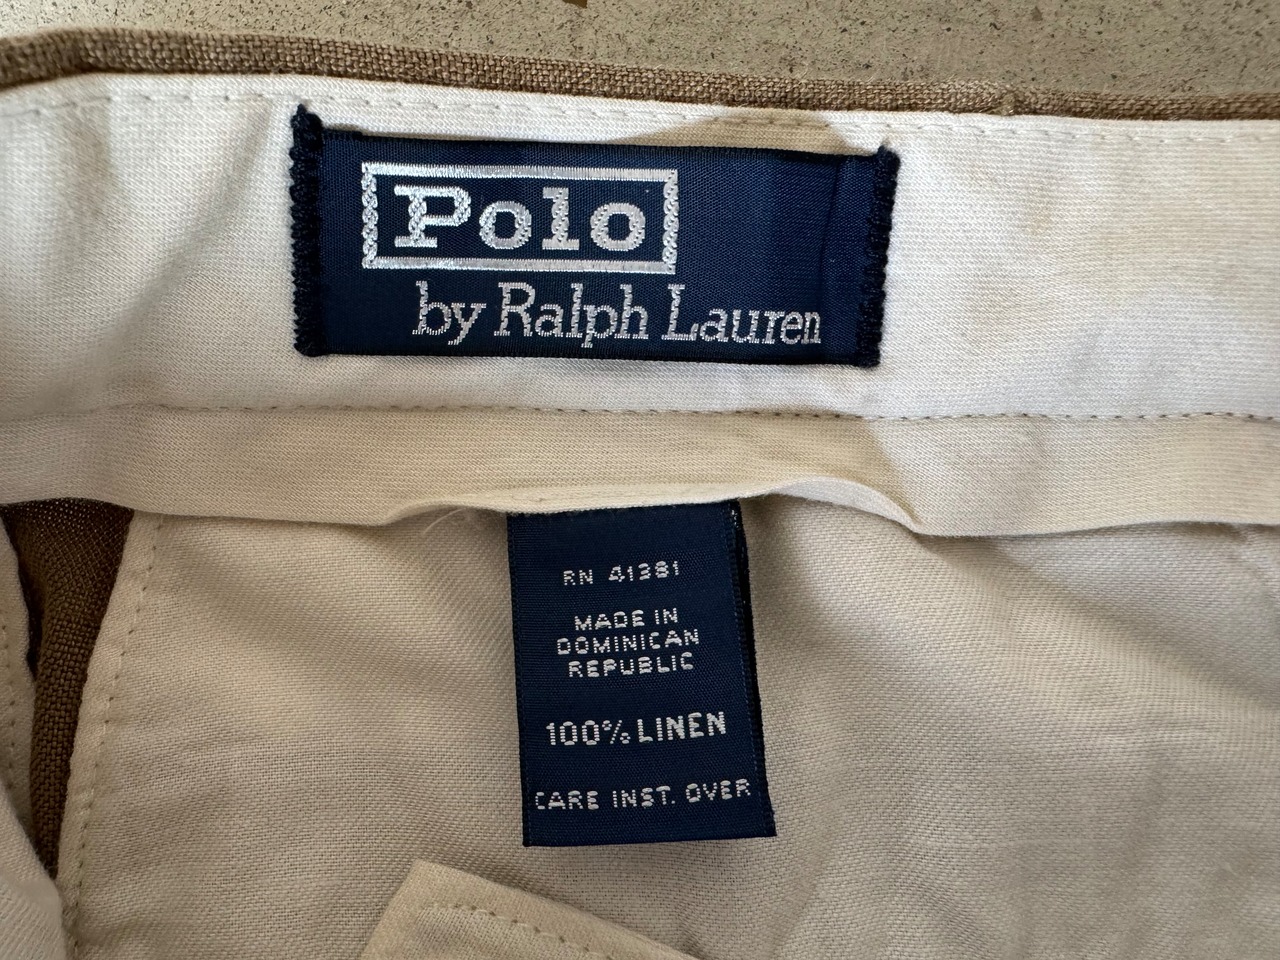 Polo
by Ralph Lauren
RN 41381
MADE IN
DOMINICAN
REPUBLIC
100% LINEN
CARE INST. OVER